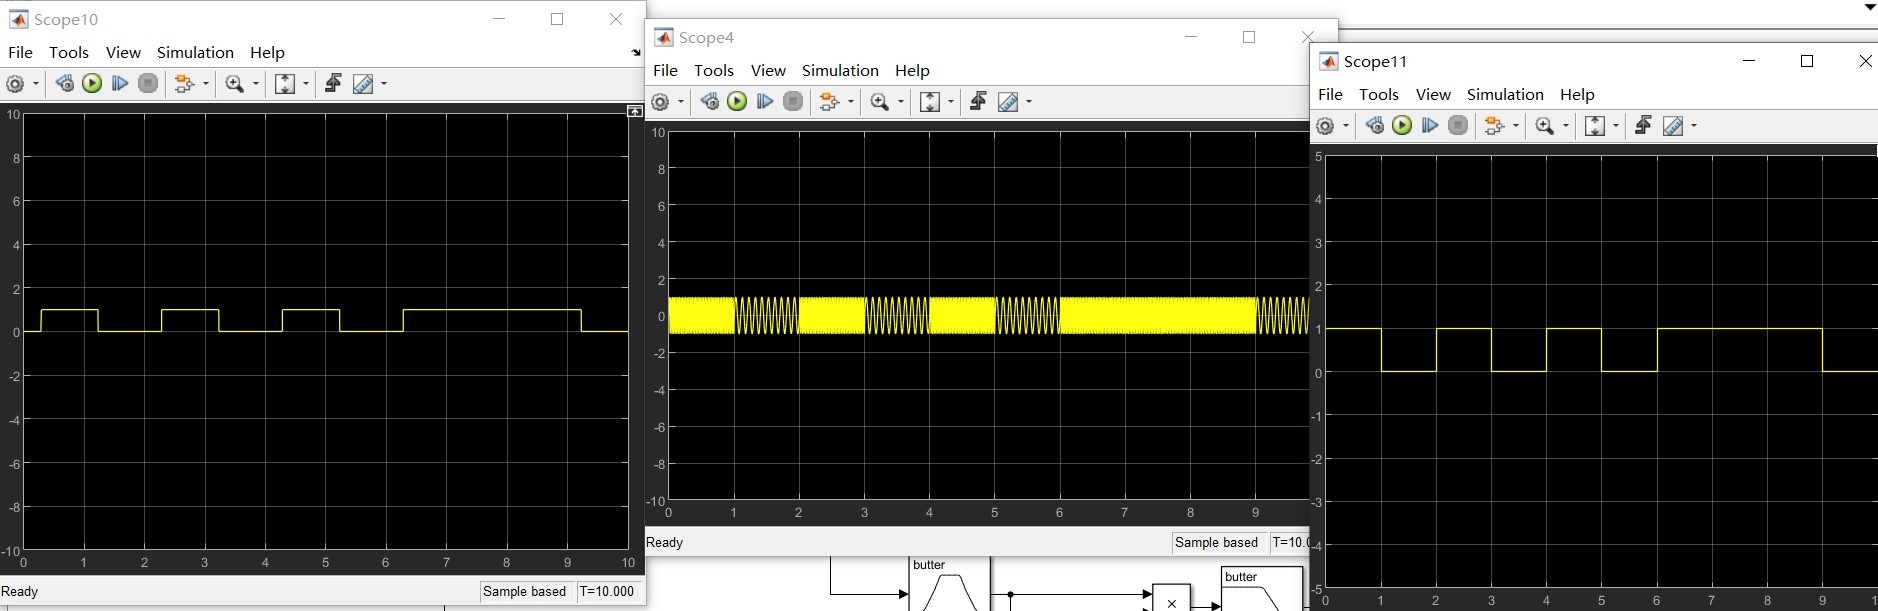 Scope10
File Tools View Simulation Help
10
8
6
4
2
0
-2
-4
-6
-8
-10
0 1 2 3 4 5 6 7 8 9 10
Ready
Sample based T=10.000
Scope4
File Tools View Simulation Help
10
8
6
4
2
0
-2
-4
-6
-8
-10
0 1 2 3 4 5 6 7 8 9
Ready
Sample based T=10.0
Scope11
File Tools View Simulation Help
5
4
3
2
1
0
-1
-2
-3
-4
-5
0 1 2 3 4 5 6 7 8 9 1
butter
×
butter